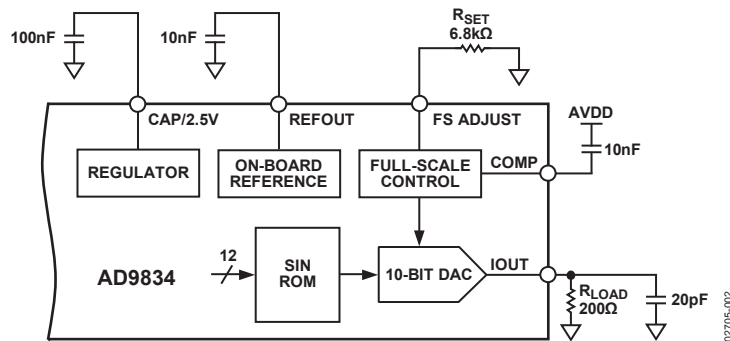 100nF
10nF
RSET
6.8kΩ
CAP/2.5V
REFOUT
FS ADJUST
AVDD
10nF
REGULATOR
ON-BOARD
REFERENCE
FULL-SCALE
CONTROL
COMP
AD9834
12
SIN
ROM
10-BIT DAC
IOUT
RLOAD
200Ω
20pF
02705-002